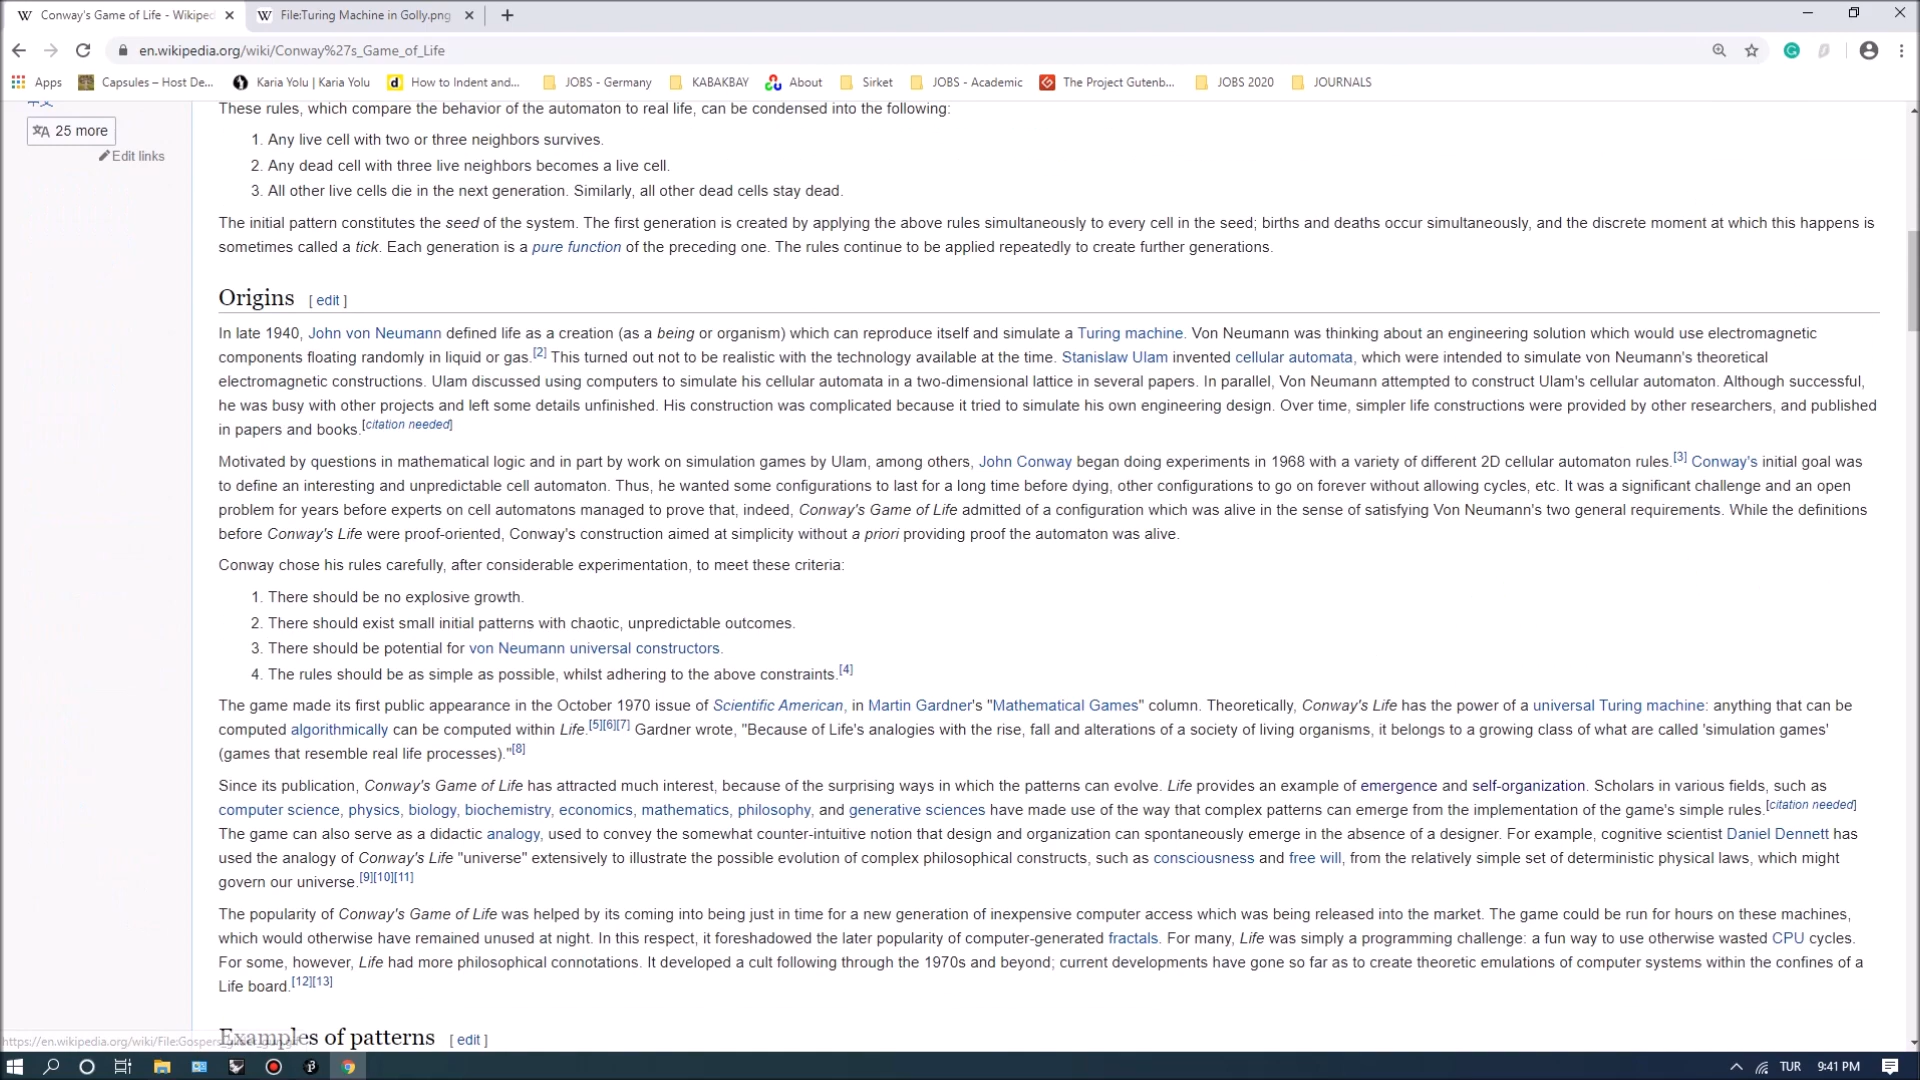 Conway's Game of Life - Wikiped
File:Turing Machine in Golly.png
en.wikipedia.org/wiki/Conway%27s_Game_of_Life
Apps
Capsules – Host De...
Karia Yolu | Karia Yolu
How to Indent and...
JOBS - Germany
KABAKBAY
About
Sirket
JOBS - Academic
The Project Gutenb...
JOBS 2020
JOURNALS
25 more
Edit links
These rules, which compare the behavior of the automaton to real life, can be condensed into the following:
1. Any live cell with two or three neighbors survives.
2. Any dead cell with three live neighbors becomes a live cell.
3. All other live cells die in the next generation. Similarly, all other dead cells stay dead.
The initial pattern constitutes the seed of the system. The first generation is created by applying the above rules simultaneously to every cell in the seed; births and deaths occur simultaneously, and the discrete moment at which this happens is
sometimes called a tick. Each generation is a pure function of the preceding one. The rules continue to be applied repeatedly to create further generations.
Origins [ edit ]
In late 1940, John von Neumann defined life as a creation (as a being or organism) which can reproduce itself and simulate a Turing machine. Von Neumann was thinking about an engineering solution which would use electromagnetic
components floating randomly in liquid or gas.[2] This turned out not to be realistic with the technology available at the time. Stanislaw Ulam invented cellular automata, which were intended to simulate von Neumann's theoretical
electromagnetic constructions. Ulam discussed using computers to simulate his cellular automata in a two-dimensional lattice in several papers. In parallel, Von Neumann attempted to construct Ulam's cellular automaton. Although successful,
he was busy with other projects and left some details unfinished. His construction was complicated because it tried to simulate his own engineering design. Over time, simpler life constructions were provided by other researchers, and published
in papers and books.[citation needed]
Motivated by questions in mathematical logic and in part by work on simulation games by Ulam, among others, John Conway began doing experiments in 1968 with a variety of different 2D cellular automaton rules.[3] Conway's initial goal was
to define an interesting and unpredictable cell automaton. Thus, he wanted some configurations to last for a long time before dying, other configurations to go on forever without allowing cycles, etc. It was a significant challenge and an open
problem for years before experts on cell automatons managed to prove that, indeed, Conway's Game of Life admitted of a configuration which was alive in the sense of satisfying Von Neumann's two general requirements. While the definitions
before Conway's Life were proof-oriented, Conway's construction aimed at simplicity without a priori providing proof the automaton was alive.
Conway chose his rules carefully, after considerable experimentation, to meet these criteria:
1. There should be no explosive growth.
2. There should exist small initial patterns with chaotic, unpredictable outcomes.
3. There should be potential for von Neumann universal constructors.
4. The rules should be as simple as possible, whilst adhering to the above constraints.[4]
The game made its first public appearance in the October 1970 issue of Scientific American, in Martin Gardner's "Mathematical Games" column. Theoretically, Conway's Life has the power of a universal Turing machine: anything that can be
computed algorithmically can be computed within Life.[5][6][7] Gardner wrote, "Because of Life's analogies with the rise, fall and alterations of a society of living organisms, it belongs to a growing class of what are called 'simulation games'
(games that resemble real life processes)."[8]
Since its publication, Conway's Game of Life has attracted much interest, because of the surprising ways in which the patterns can evolve. Life provides an example of emergence and self-organization. Scholars in various fields, such as
computer science, physics, biology, biochemistry, economics, mathematics, philosophy, and generative sciences have made use of the way that complex patterns can emerge from the implementation of the game's simple rules.[citation needed]
The game can also serve as a didactic analogy, used to convey the somewhat counter-intuitive notion that design and organization can spontaneously emerge in the absence of a designer. For example, cognitive scientist Daniel Dennett has
used the analogy of Conway's Life "universe" extensively to illustrate the possible evolution of complex philosophical constructs, such as consciousness and free will, from the relatively simple set of deterministic physical laws, which might
govern our universe.[9][10][11]
The popularity of Conway's Game of Life was helped by its coming into being just in time for a new generation of inexpensive computer access which was being released into the market. The game could be run for hours on these machines,
which would otherwise have remained unused at night. In this respect, it foreshadowed the later popularity of computer-generated fractals. For many, Life was simply a programming challenge: a fun way to use otherwise wasted CPU cycles.
For some, however, Life had more philosophical connotations. It developed a cult following through the 1970s and beyond; current developments have gone so far as to create theoretic emulations of computer systems within the confines of a
Life board.[12][13]
Examples of patterns [ edit ]
TUR 9:41 PM